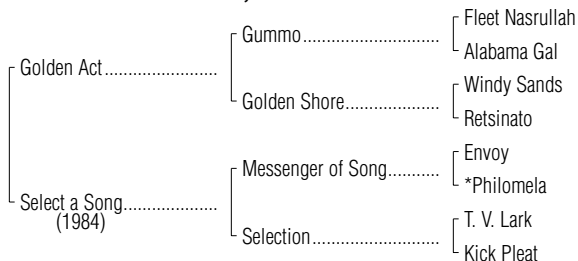 Fleet Nasrullah
Gummo
Alabama Gal
Golden Act
Windy Sands
Golden Shore
Retsinato
Envoy
Messenger of Song
*Philomela
Select a Song
(1984)
T. V. Lark
Selection
Kick Pleat